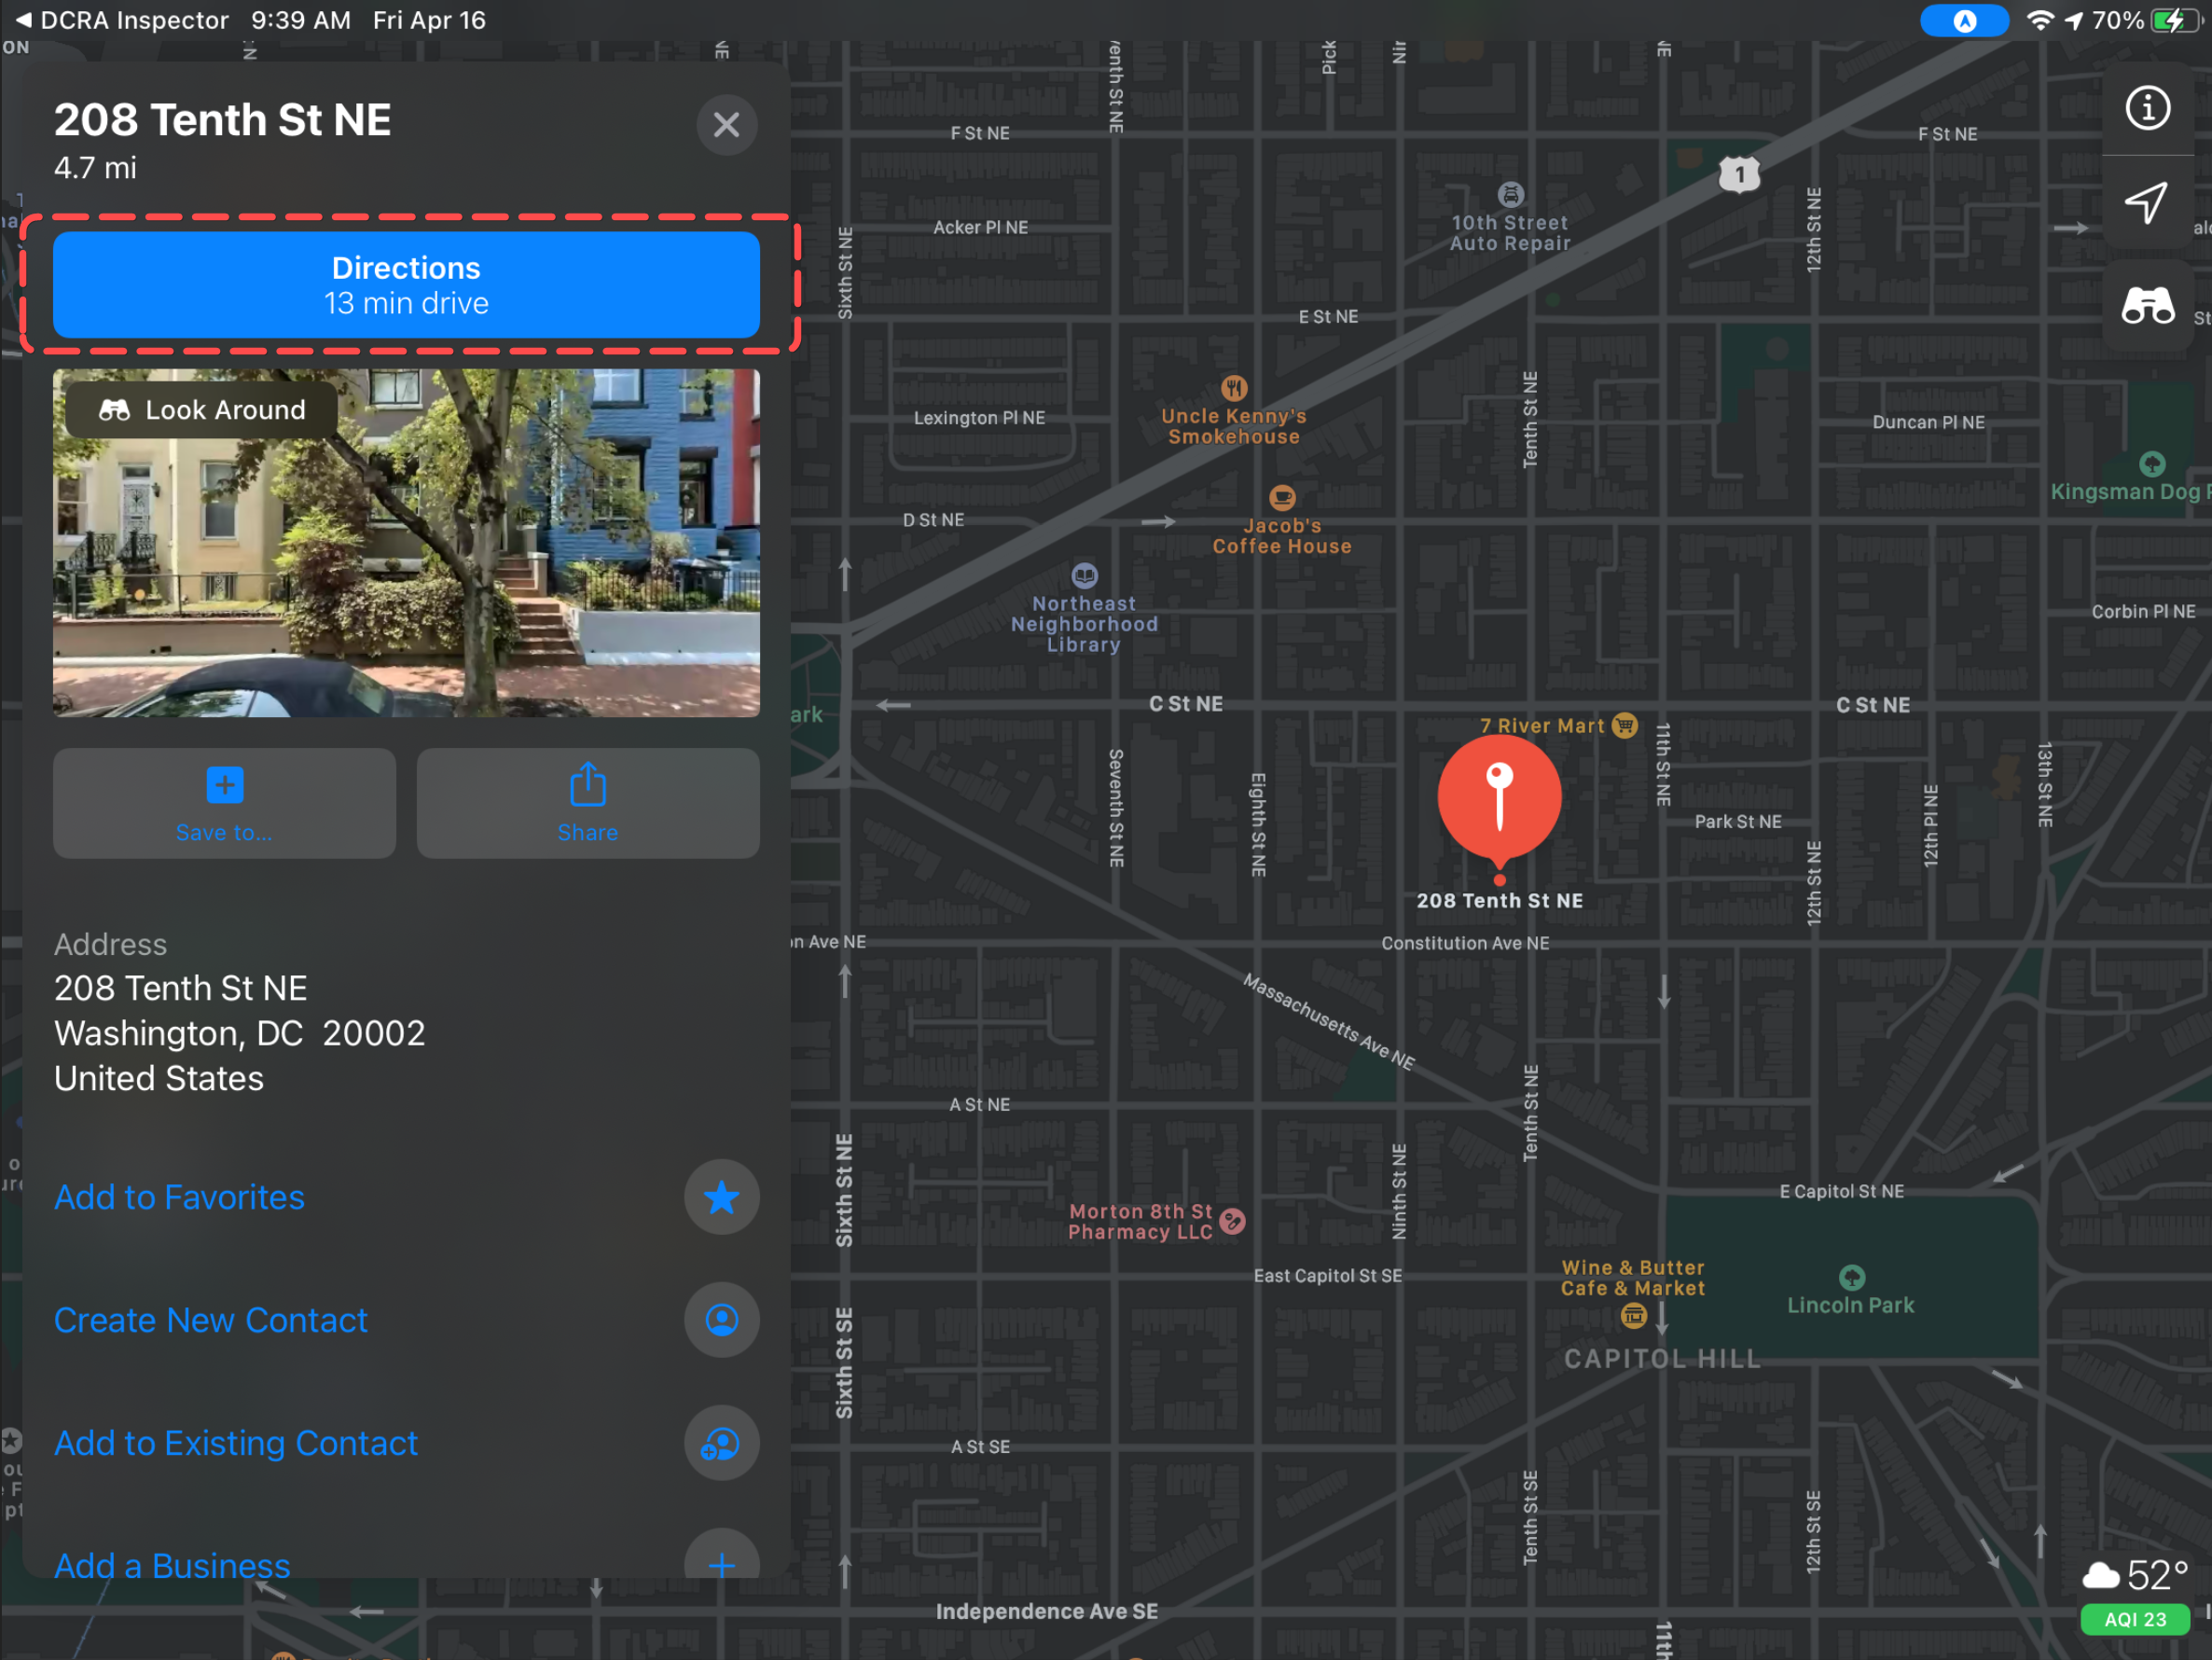 DCRA Inspector 9:39 AM Fri Apr 16
70%
208 Tenth St NE
4.7 mi
Directions
13 min drive
Look Around
Save to...
Share
Address
208 Tenth St NE
Washington, DC 20002
United States
Add to Favorites
Create New Contact
Add to Existing Contact
Add a Business
F St NE
F St NE
1
10th Street
Auto Repair
Acker Pl NE
Sixth St NE
12th St NE
E St NE
Uncle Kenny's
Smokehouse
Tenth St NE
Lexington Pl NE
Duncan Pl NE
Kingsman Dog
D St NE
Jacob's
Coffee House
Northeast
Neighborhood
Library
Corbin Pl NE
C St NE
C St NE
7 River Mart
11th St NE
13th St NE
Seventh St NE
Eighth St NE
Park St NE
12th Pl NE
12th St NE
208 Tenth St NE
Ave NE
Constitution Ave NE
Massachusetts Ave NE
A St NE
Tenth St NE
Sixth St NE
Ninth St NE
E Capitol St NE
Morton 8th St
Pharmacy LLC
East Capitol St SE
Wine & Butter
Cafe & Market
Lincoln Park
CAPITOL HILL
Sixth St SE
A St SE
Tenth St SE
12th St SE
Independence Ave SE
11th
52°
AQI 23